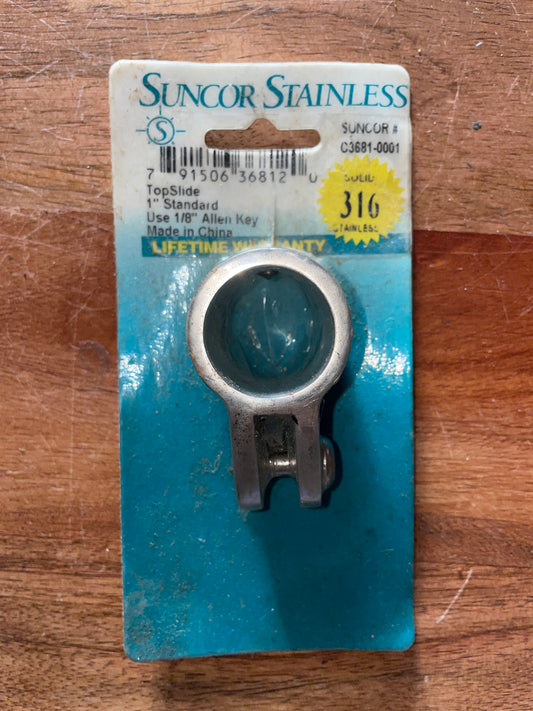 SUNCOR STAINLESS
S
SUNCOR #
C3681-0001
7 91506 36812 0
TopSlide
1" Standard
Use 1/8" Allen Key
Made in China
LIFETIME WARRANTY
SOLID
316
STAINLESS